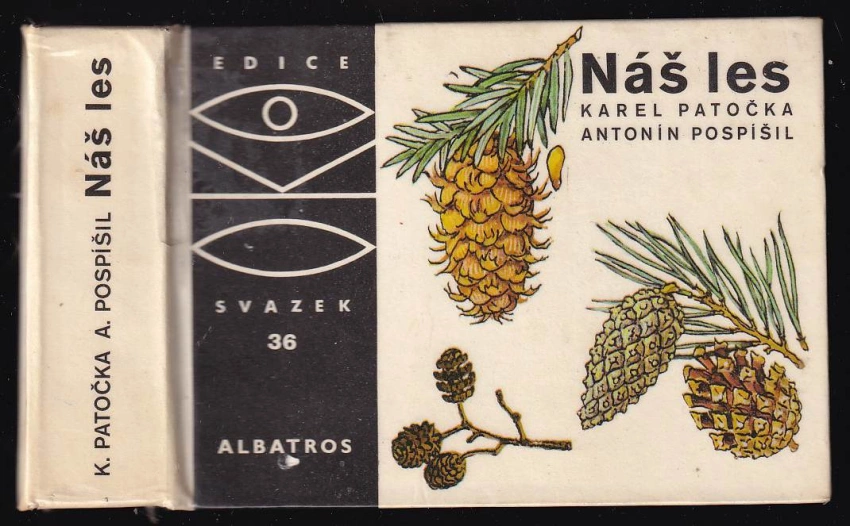 K. PATOČKA A. POSPÍŠIL Náš les
EDICE
SVAZEK
36
ALBATROS
Náš les
KAREL PATOČKA
ANTONÍN POSPÍŠIL